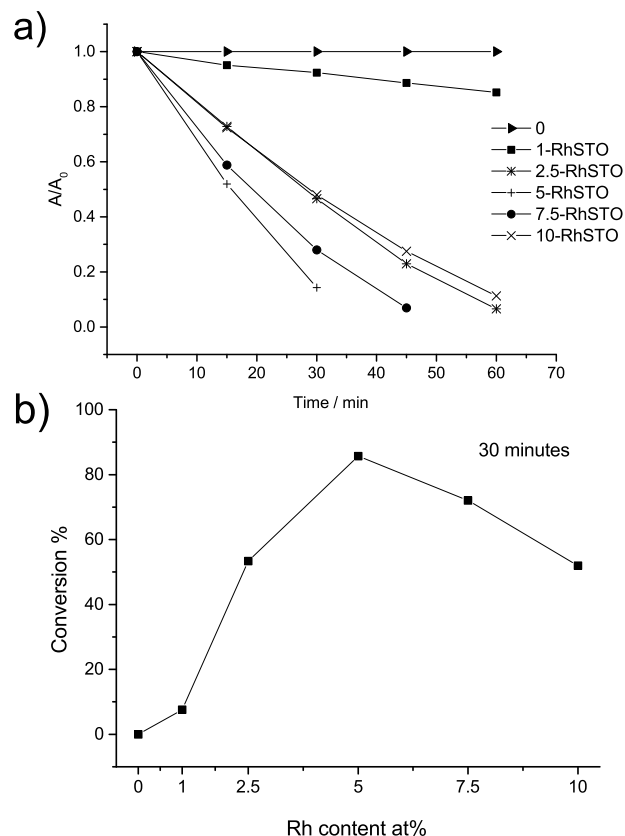 a)
A/A0
1.0
0.8
0.6
0.4
0.2
0.0
0 10 20 30 40 50 60 70
Time / min
0
1-RhSTO
2.5-RhSTO
5-RhSTO
7.5-RhSTO
10-RhSTO
b)
Conversion %
100
80
60
40
20
0
30 minutes
0 1 2.5 5 7.5 10
Rh content at%